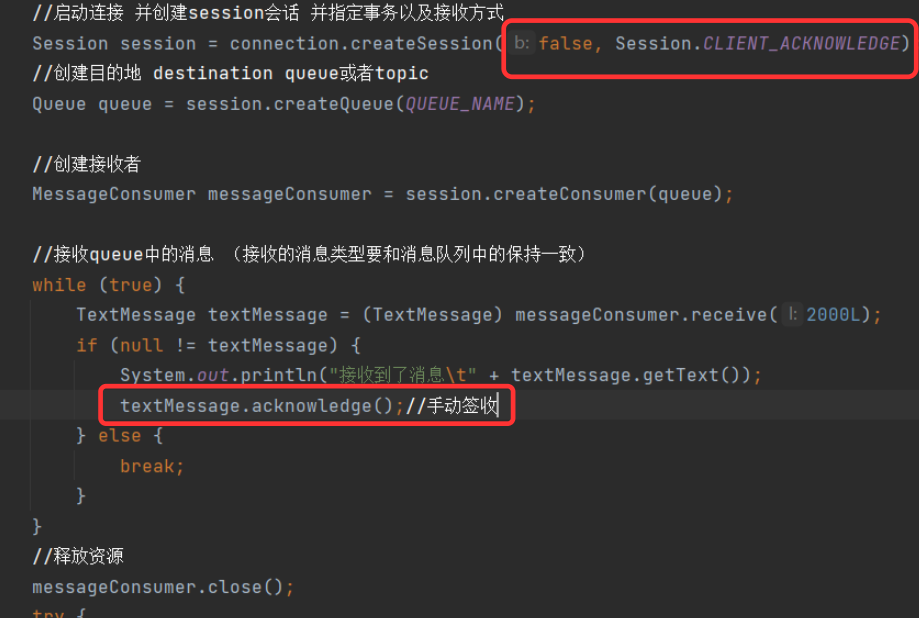 //启动连接 并创建session会话 并指定事务以及接收方式
Session session = connection.createSession( b: false, Session.CLIENT_ACKNOWLEDGE)
//创建目的地 destination queue或者topic
Queue queue = session.createQueue(QUEUE_NAME);
//创建接收者
MessageConsumer messageConsumer = session.createConsumer(queue);
//接收queue中的消息 （接收的消息类型要和消息队列中的保持一致）
while (true) {
TextMessage textMessage = (TextMessage) messageConsumer.receive( l: 2000L);
if (null != textMessage) {
System.out.println("接收到了消息\t" + textMessage.getText());
textMessage.acknowledge();//手动签收
} else {
break;
}
}
//释放资源
messageConsumer.close();
try {